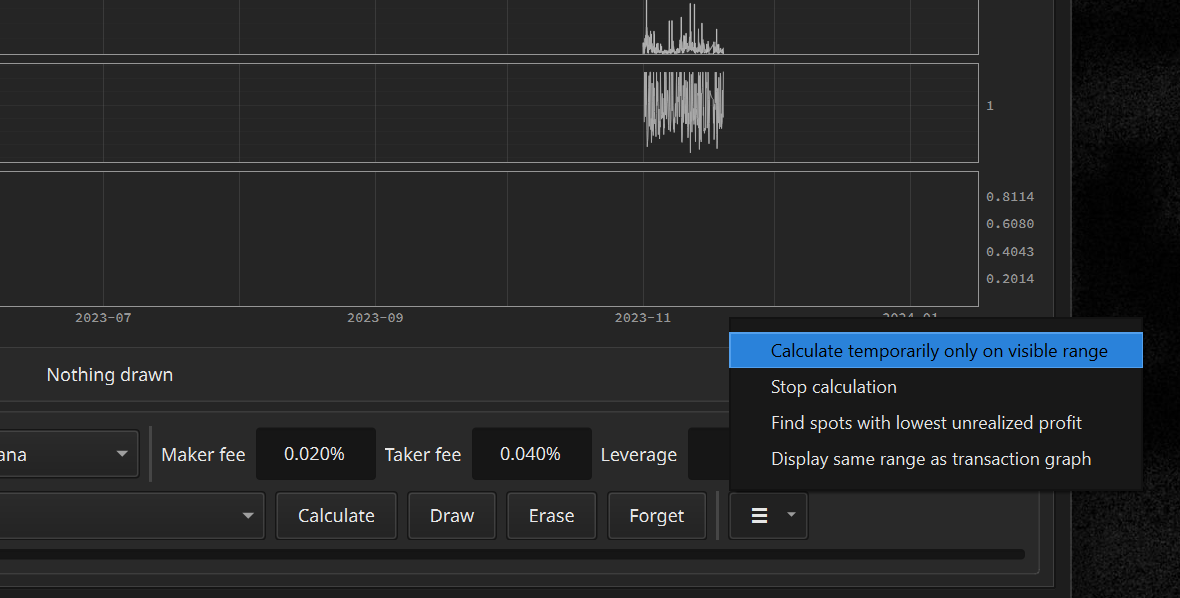 1
0.8114
0.6080
0.4043
0.2014
2023-07 2023-09 2023-11
Nothing drawn
Calculate temporarily only on visible range
Stop calculation
Find spots with lowest unrealized profit
Display same range as transaction graph
ana Maker fee 0.020% Taker fee 0.040% Leverage
Calculate Draw Erase Forget